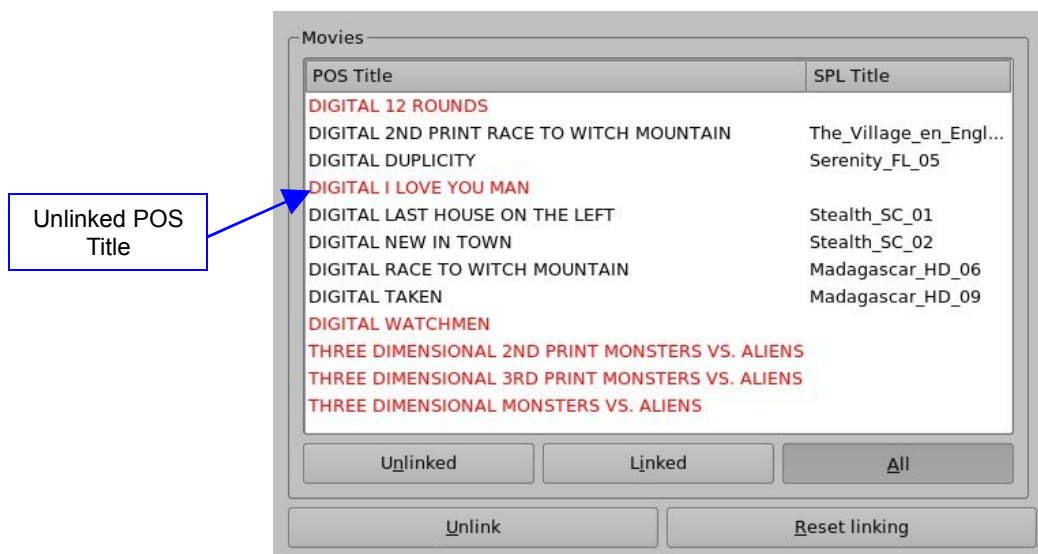 Movies
POS Title SPL Title
DIGITAL 12 ROUNDS
DIGITAL 2ND PRINT RACE TO WITCH MOUNTAIN The_Village_en_Engl...
DIGITAL DUPLICITY Serenity_FL_05
DIGITAL I LOVE YOU MAN
DIGITAL LAST HOUSE ON THE LEFT Stealth_SC_01
DIGITAL NEW IN TOWN Stealth_SC_02
DIGITAL RACE TO WITCH MOUNTAIN Madagascar_HD_06
DIGITAL TAKEN Madagascar_HD_09
DIGITAL WATCHMEN
THREE DIMENSIONAL 2ND PRINT MONSTERS VS. ALIENS
THREE DIMENSIONAL 3RD PRINT MONSTERS VS. ALIENS
THREE DIMENSIONAL MONSTERS VS. ALIENS
Unlinked Linked All
Unlink Reset linking
Unlinked POS
Title